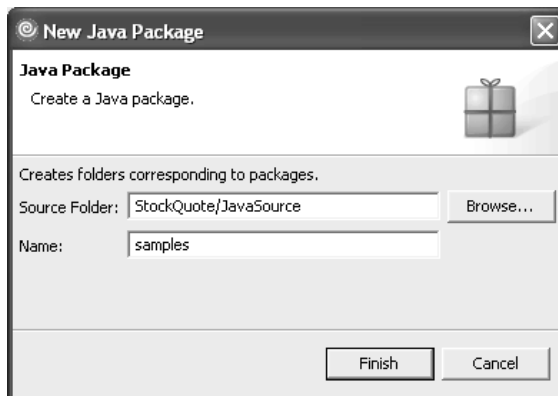 New Java Package
Java Package
Create a Java package.
Creates folders corresponding to packages.
Source Folder: StockQuote/JavaSource Browse...
Name: samples
Finish Cancel